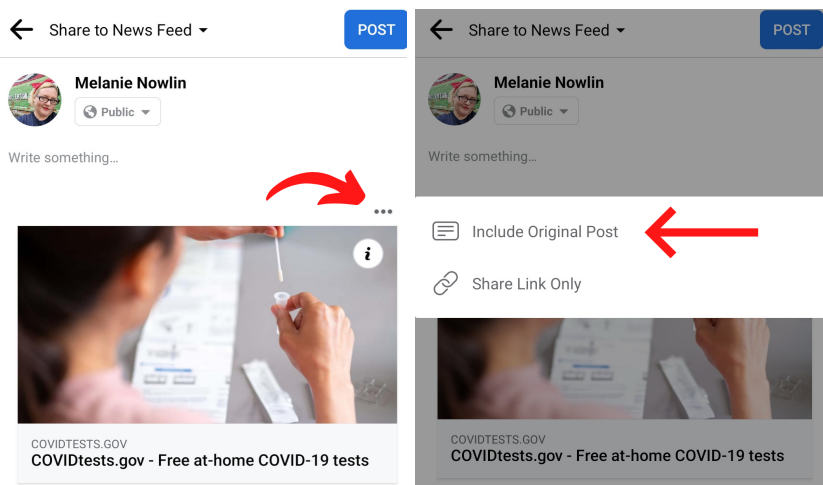 Share to News Feed
POST
Melanie Nowlin
Public
Write something...
i
COVIDTESTS.GOV
COVIDtests.gov - Free at-home COVID-19 tests
Share to News Feed
POST
Melanie Nowlin
Public
Write something...
Include Original Post
Share Link Only
COVIDTESTS.GOV
COVIDtests.gov - Free at-home COVID-19 tests